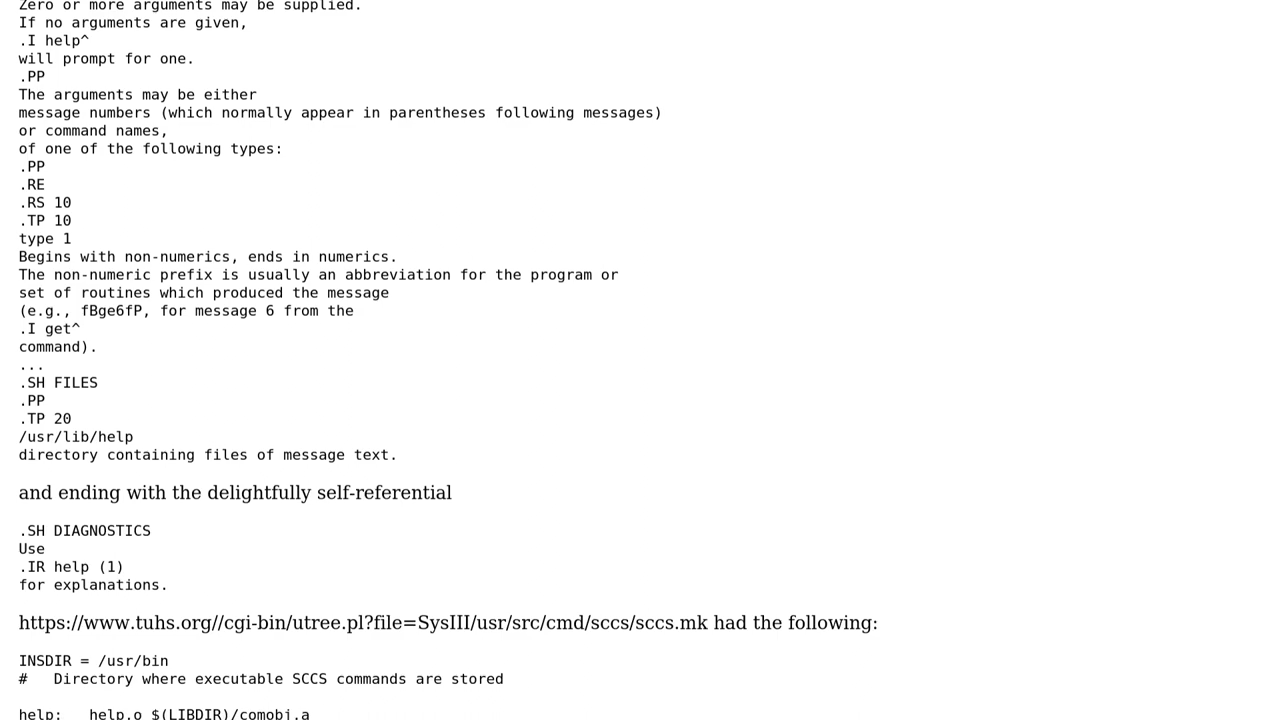 Zero or more arguments may be supplied.
If no arguments are given,
.I help^
will prompt for one.
.PP
The arguments may be either
message numbers (which normally appear in parentheses following messages)
or command names,
of one of the following types:
.PP
.RE
.RS 10
.TP 10
type 1
Begins with non-numerics, ends in numerics.
The non-numeric prefix is usually an abbreviation for the program or
set of routines which produced the message
(e.g., fBge6fP, for message 6 from the
.I get^
command).
...
.SH FILES
.PP
.TP 20
/usr/lib/help
directory containing files of message text.
and ending with the delightfully self-referential
.SH DIAGNOSTICS
Use
.IR help (1)
for explanations.
https://www.tuhs.org//cgi-bin/utree.pl?file=SysIII/usr/src/cmd/sccs/sccs.mk had the following:
INSDIR = /usr/bin
#   Directory where executable SCCS commands are stored
help:   help.o $(LIBDIR)/comobj.a